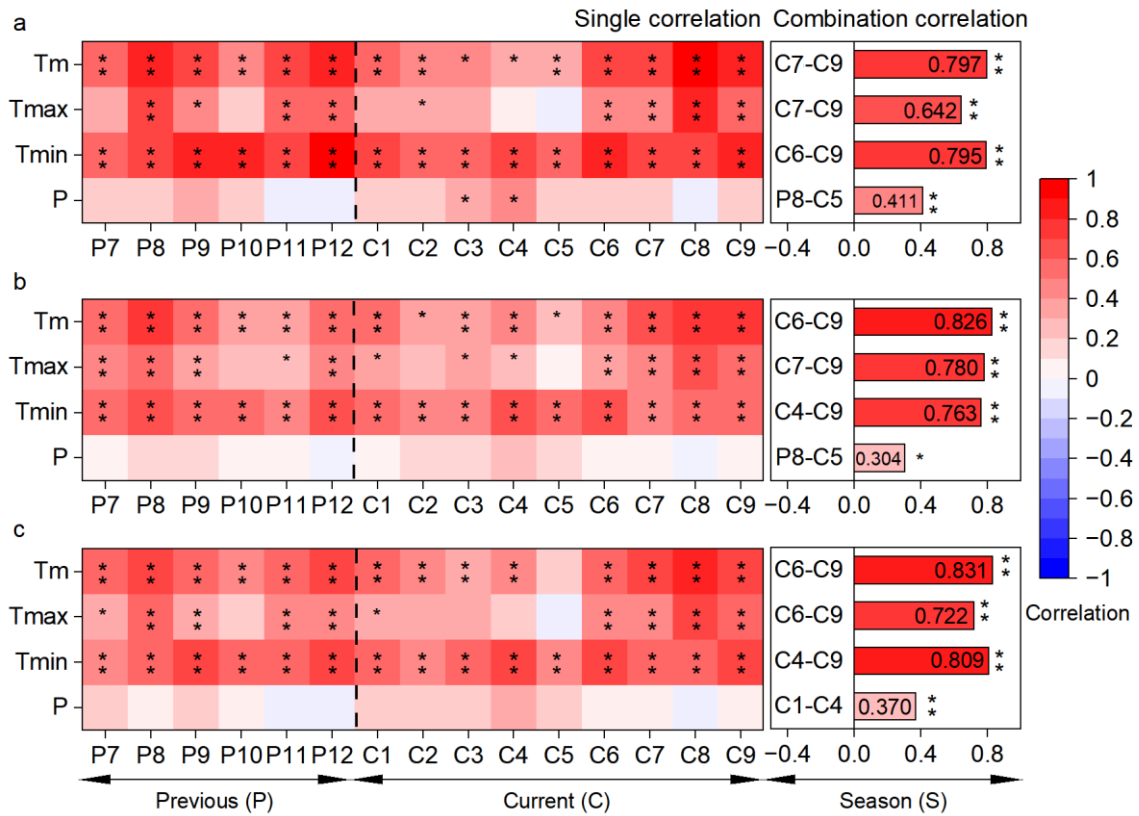 a
Single correlation
Combination correlation
Tm
Tmax
Tmin
P
P7 P8 P9 P10 P11 P12 C1 C2 C3 C4 C5 C6 C7 C8 C9
C7-C9 0.797 **
C7-C9 0.642 **
C6-C9 0.795 **
P8-C5 0.411 **
−0.4 0.0 0.4 0.8
b
Tm
Tmax
Tmin
P
P7 P8 P9 P10 P11 P12 C1 C2 C3 C4 C5 C6 C7 C8 C9
C6-C9 0.826 **
C7-C9 0.780 **
C4-C9 0.763 **
P8-C5 0.304 *
−0.4 0.0 0.4 0.8
c
Tm
Tmax
Tmin
P
P7 P8 P9 P10 P11 P12 C1 C2 C3 C4 C5 C6 C7 C8 C9
C6-C9 0.831 **
C6-C9 0.722 **
C4-C9 0.809 **
C1-C4 0.370 **
−0.4 0.0 0.4 0.8
Previous (P)
Current (C)
Season (S)
1
0.8
0.6
0.4
0.2
0
−0.2
−0.4
−0.6
−0.8
−1
Correlation